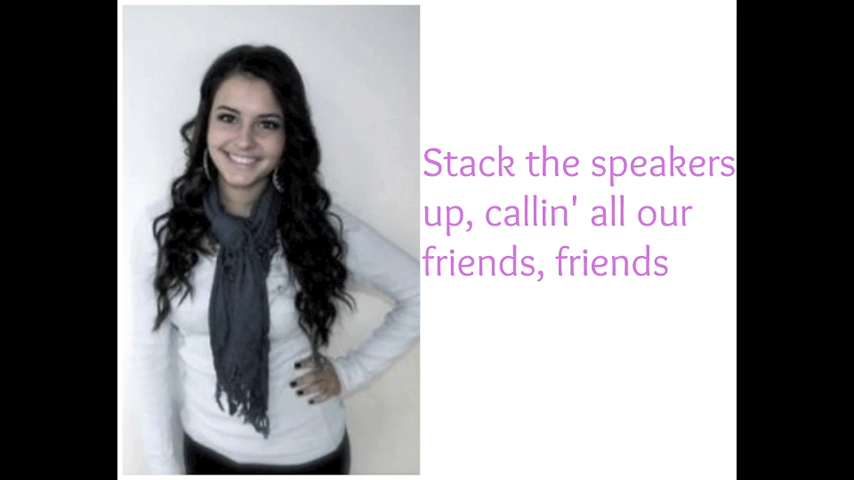 Stack the speakers
up, callin' all our
friends, friends